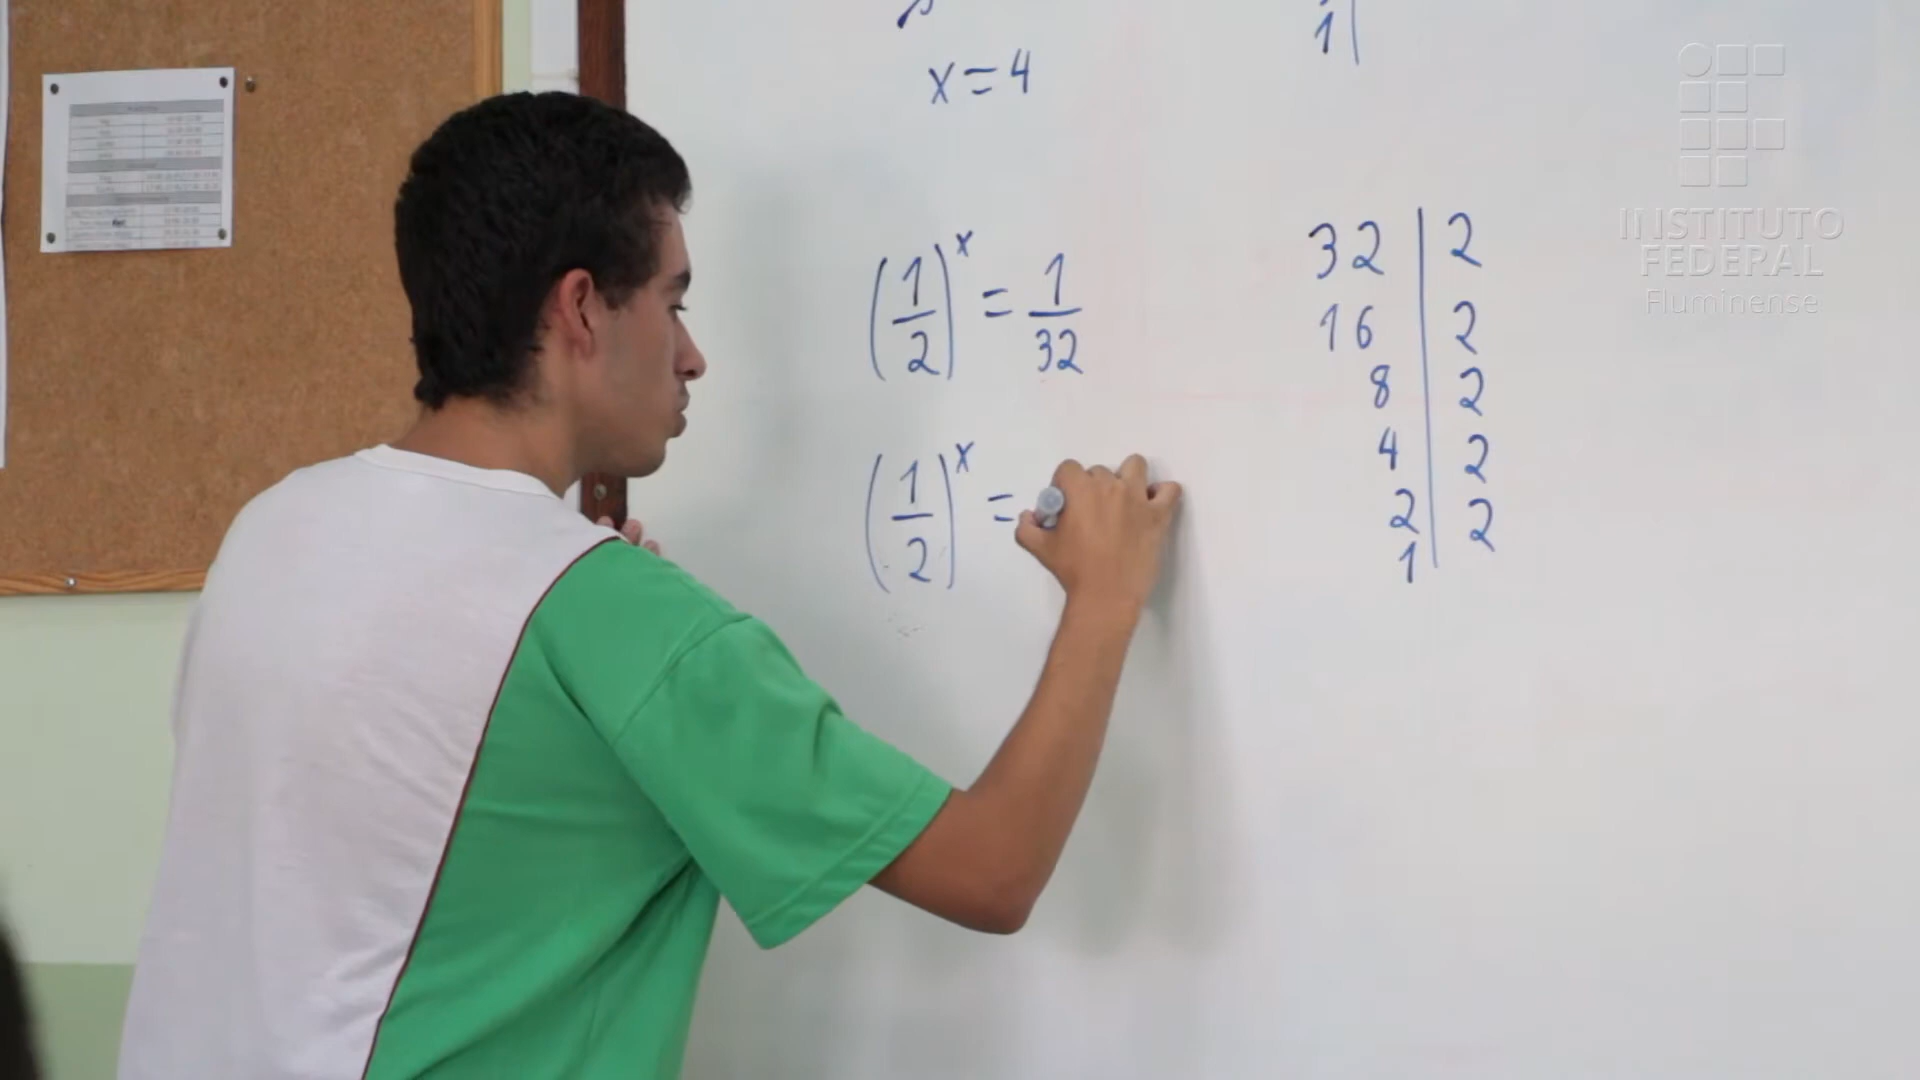 1
x = 4
(1/2)^x = 1/32
32 | 2
16 | 2
8 | 2
4 | 2
2 | 2
1
(1/2)^x =
INSTITUTO
FEDERAL
Fluminense